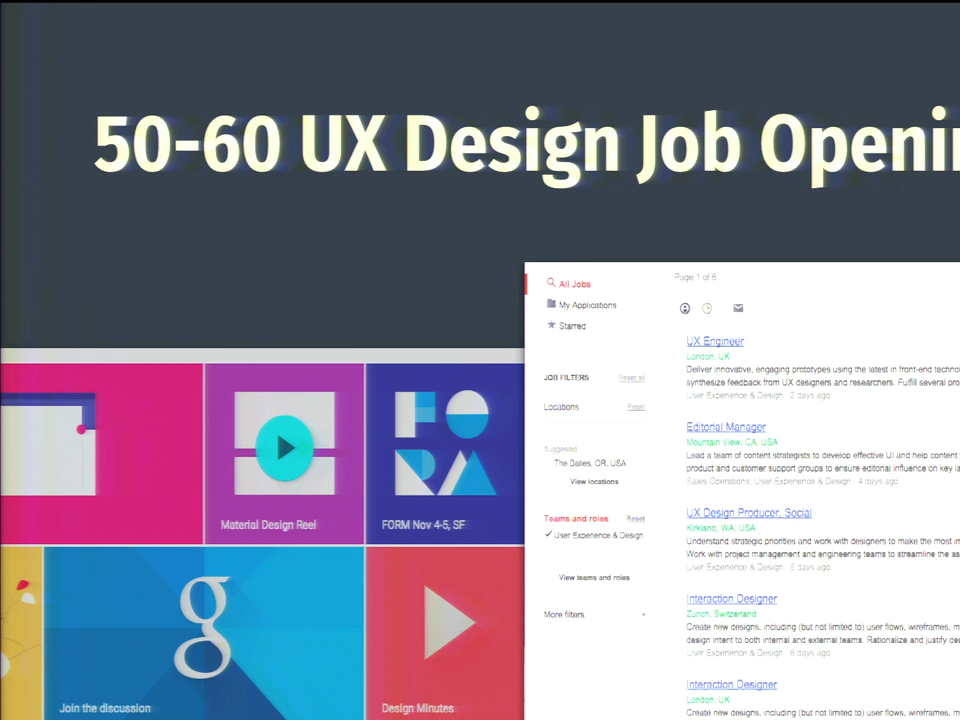 50-60 UX Design Job Openin
All Jobs
My Applications
Starred
JOB FILTERS Reset all
Locations Reset
Suggested
The Dalles, OR, USA
View locations
Teams and roles Reset
✓ User Experience & Design
View teams and roles
More filters
Page 1 of 6
UX Engineer
London, UK
Deliver innovative, engaging prototypes using the latest in front-end technol
synthesize feedback from UX designers and researchers. Fulfill several pro
User Experience & Design · 2 days ago
Editorial Manager
Mountain View, CA, USA
Lead a team of content strategists to develop effective UI and help content
product and customer support groups to ensure editorial influence on key la
Sales Operations; User Experience & Design · 4 days ago
UX Design Producer, Social
Kirkland, WA, USA
Understand strategic priorities and work with designers to make the most im
Work with project management and engineering teams to streamline the as
User Experience & Design · 5 days ago
Interaction Designer
Zurich, Switzerland
Create new designs, including (but not limited to) user flows, wireframes, m
design intent to both internal and external teams. Rationalize and justify des
User Experience & Design · 6 days ago
Interaction Designer
London, UK
Create new designs, including (but not limited to) user flows, wireframes, m
FO
RA
Material Design Reel
FORM Nov 4-5, SF
g
Join the discussion
Design Minutes